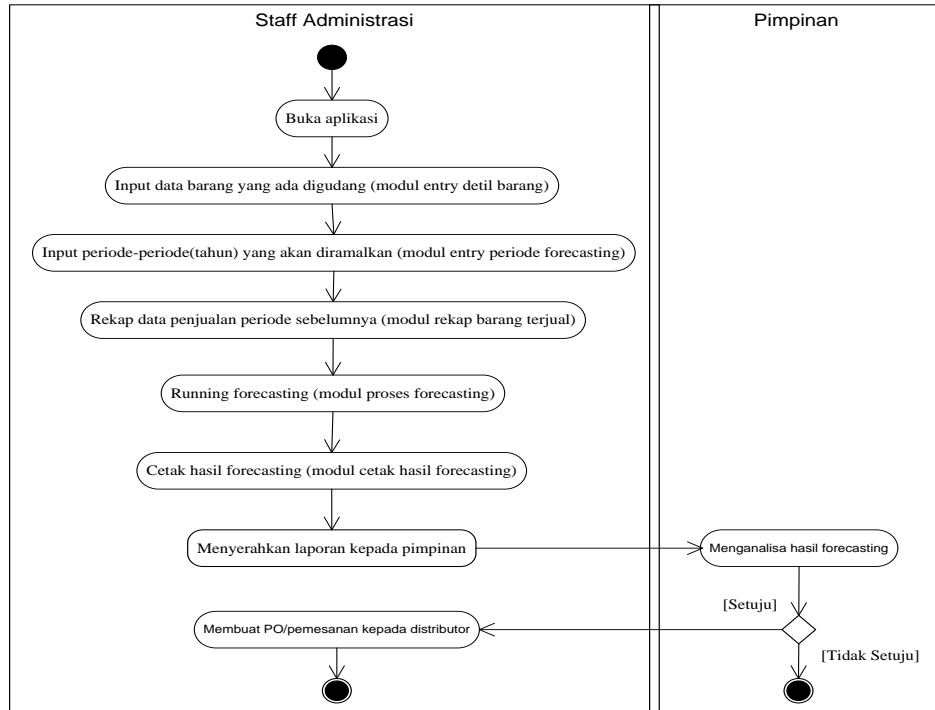 Staff Administrasi
Pimpinan
Buka aplikasi
Input data barang yang ada digudang (modul entry detil barang)
Input periode-periode(tahun) yang akan diramalkan (modul entry periode forecasting)
Rekap data penjualan periode sebelumnya (modul rekap barang terjual)
Running forecasting (modul proses forecasting)
Cetak hasil forecasting (modul cetak hasil forecasting)
Menyerahkan laporan kepada pimpinan
Menganalisa hasil forecasting
[Setuju]
Membuat PO/pemesanan kepada distributor
[Tidak Setuju]